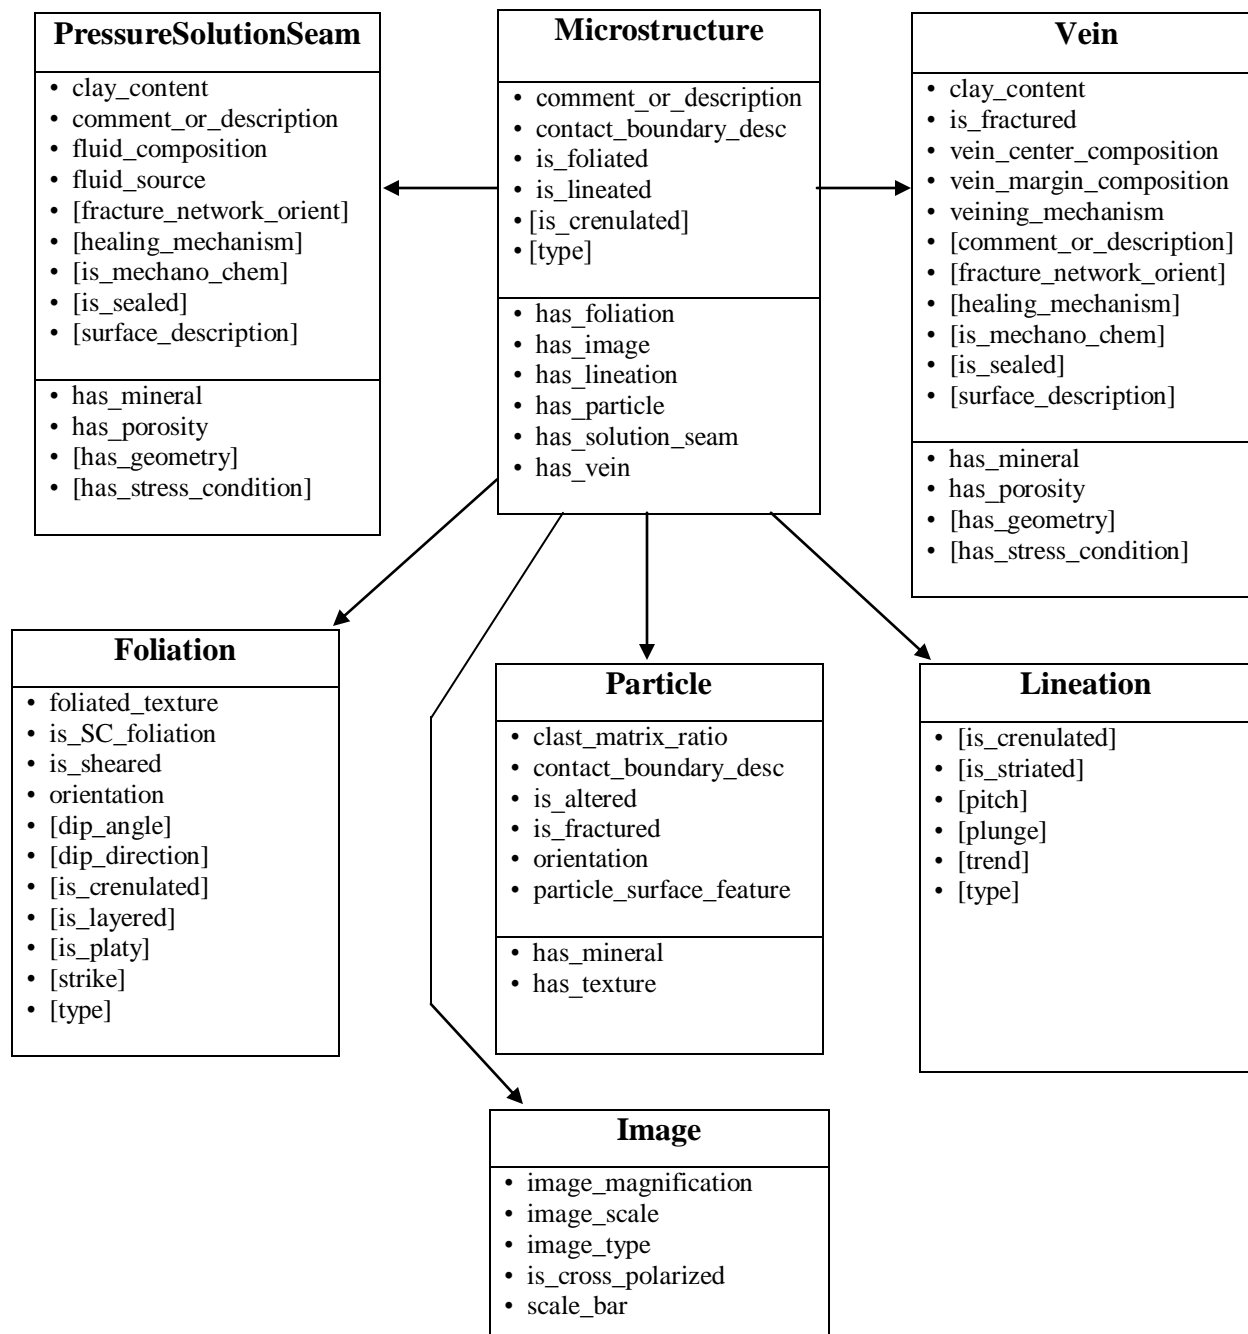 PressureSolutionSeam
• clay_content
• comment_or_description
• fluid_composition
• fluid_source
• [fracture_network_orient]
• [healing_mechanism]
• [is_mechano_chem]
• [is_sealed]
• [surface_description]
• has_mineral
• has_porosity
• [has_geometry]
• [has_stress_condition]
Microstructure
• comment_or_description
• contact_boundary_desc
• is_foliated
• is_lineated
• [is_crenulated]
• [type]
• has_foliation
• has_image
• has_lineation
• has_particle
• has_solution_seam
• has_vein
Vein
• clay_content
• is_fractured
• vein_center_composition
• vein_margin_composition
• veining_mechanism
• [comment_or_description]
• [fracture_network_orient]
• [healing_mechanism]
• [is_mechano_chem]
• [is_sealed]
• [surface_description]
• has_mineral
• has_porosity
• [has_geometry]
• [has_stress_condition]
Foliation
• foliated_texture
• is_SC_foliation
• is_sheared
• orientation
• [dip_angle]
• [dip_direction]
• [is_crenulated]
• [is_layered]
• [is_platy]
• [strike]
• [type]
Particle
• clast_matrix_ratio
• contact_boundary_desc
• is_altered
• is_fractured
• orientation
• particle_surface_feature
• has_mineral
• has_texture
Lineation
• [is_crenulated]
• [is_striated]
• [pitch]
• [plunge]
• [trend]
• [type]
Image
• image_magnification
• image_scale
• image_type
• is_cross_polarized
• scale_bar